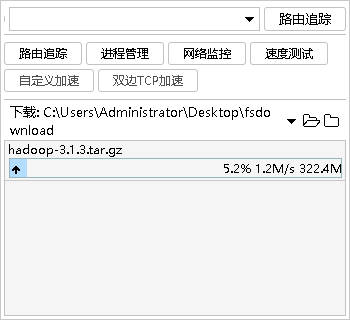 路由追踪
路由追踪 进程管理 网络监控 速度测试
自定义加速 双边TCP加速
下载: C:\Users\Administrator\Desktop\fsdo
wnload
hadoop-3.1.3.tar.gz
5.2% 1.2M/s 322.4M